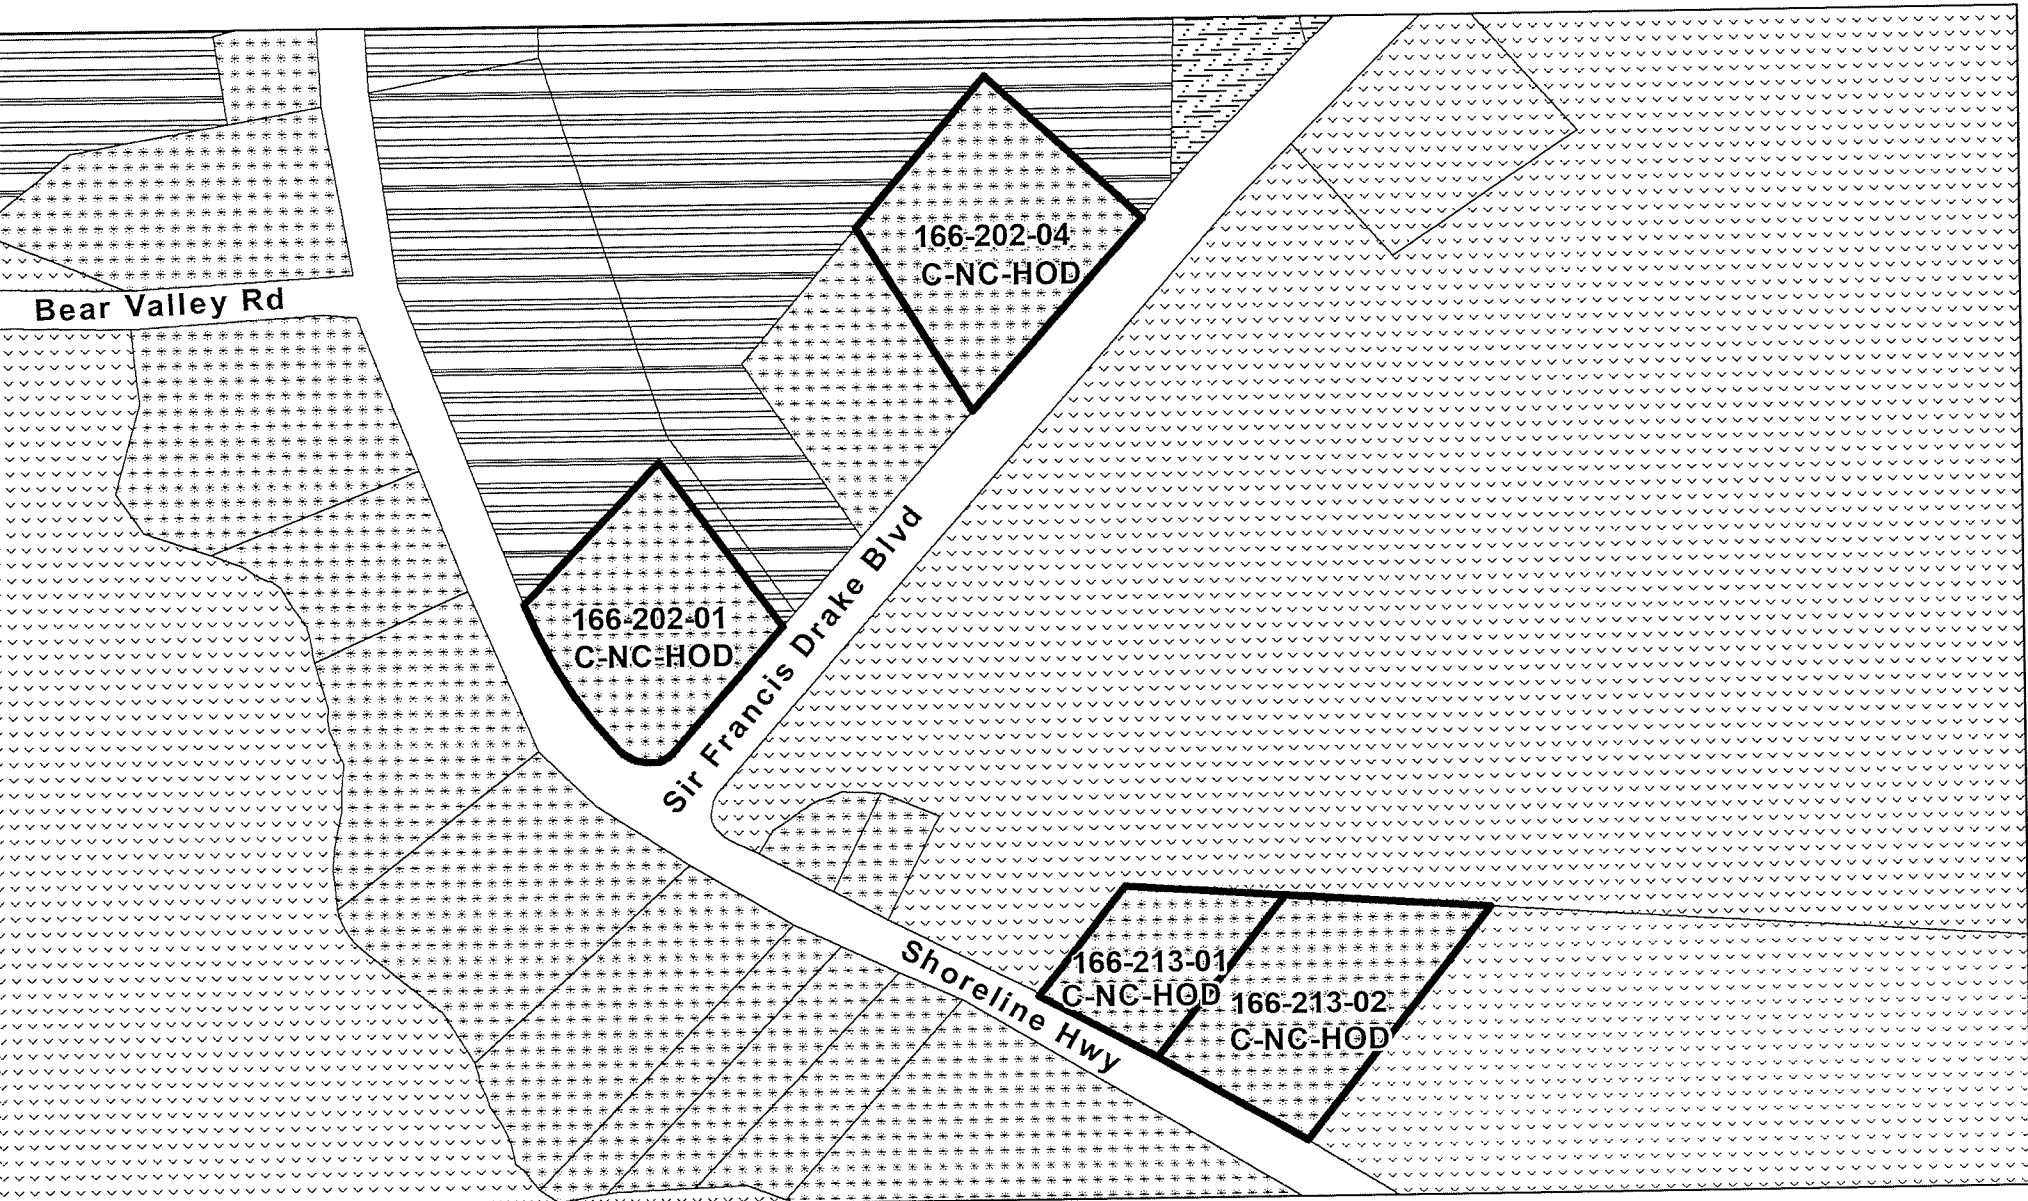 166-202-04
C-NC-HOD
Bear Valley Rd
Sir Francis Drake Blvd
166-202-01
C-NC-HOD
Shoreline Hwy
166-213-01
C-NC-HOD
166-213-02
C-NC-HOD